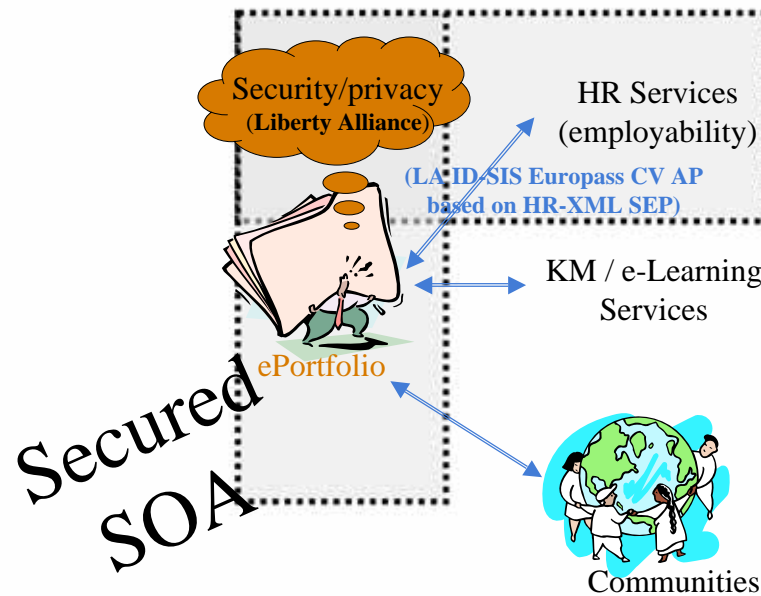 Security/privacy
(Liberty Alliance)
HR Services
(employability)
(LA ID-SIS Europass CV AP
based on HR-XML SEP)
KM / e-Learning
Services
ePortfolio
Secured
SOA
Communities